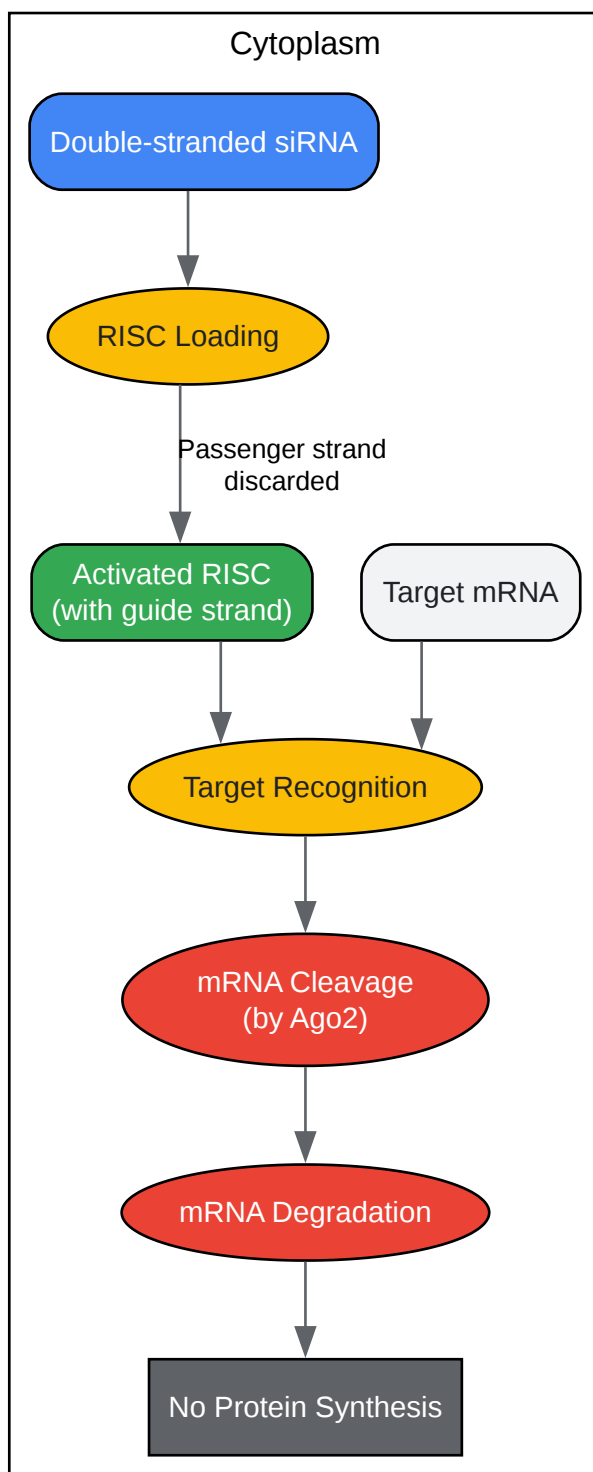 Cytoplasm
Double-stranded siRNA
RISC Loading
Passenger strand
discarded
Activated RISC
(with guide strand)
Target mRNA
Target Recognition
mRNA Cleavage
(by Ago2)
mRNA Degradation
No Protein Synthesis